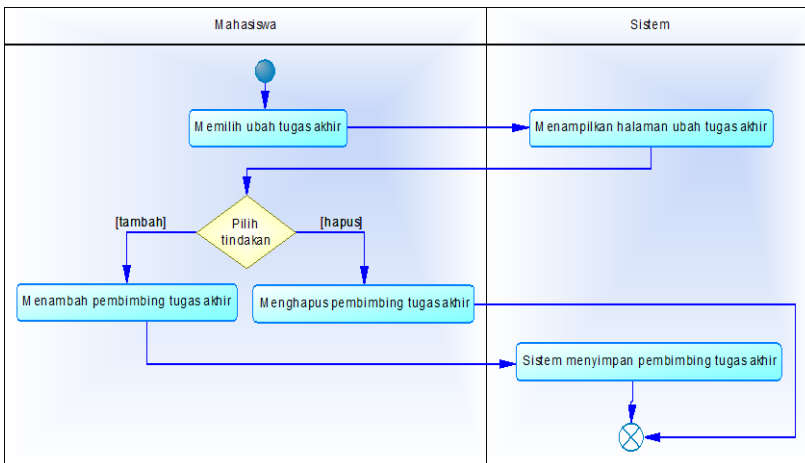 Mahasiswa
Sistem
Memilih ubah tugas akhir
Menampilkan halaman ubah tugas akhir
[tambah]
Pilih
tindakan
[hapus]
Menambah pembimbing tugas akhir
Menghapus pembimbing tugas akhir
Sistem menyimpan pembimbing tugas akhir